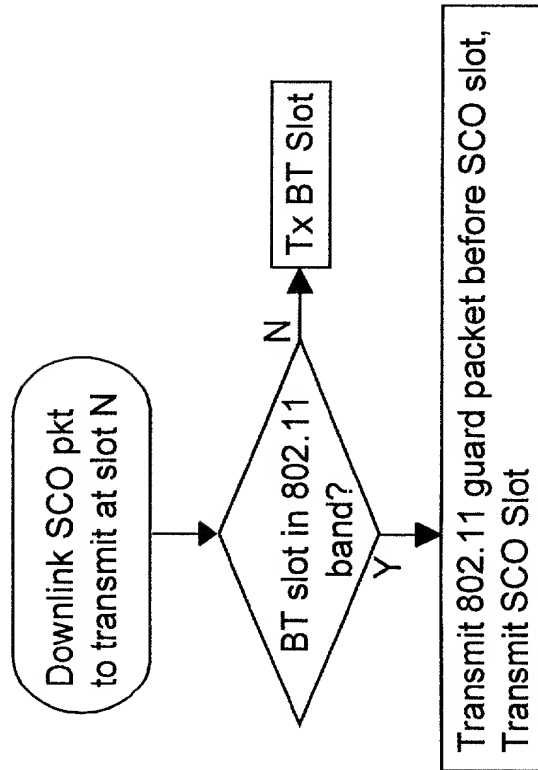 Downlink SCO pkt
to transmit at slot N
BT slot in 802.11
band?
N
Tx BT Slot
Y
Transmit 802.11 guard packet before SCO slot,
Transmit SCO Slot